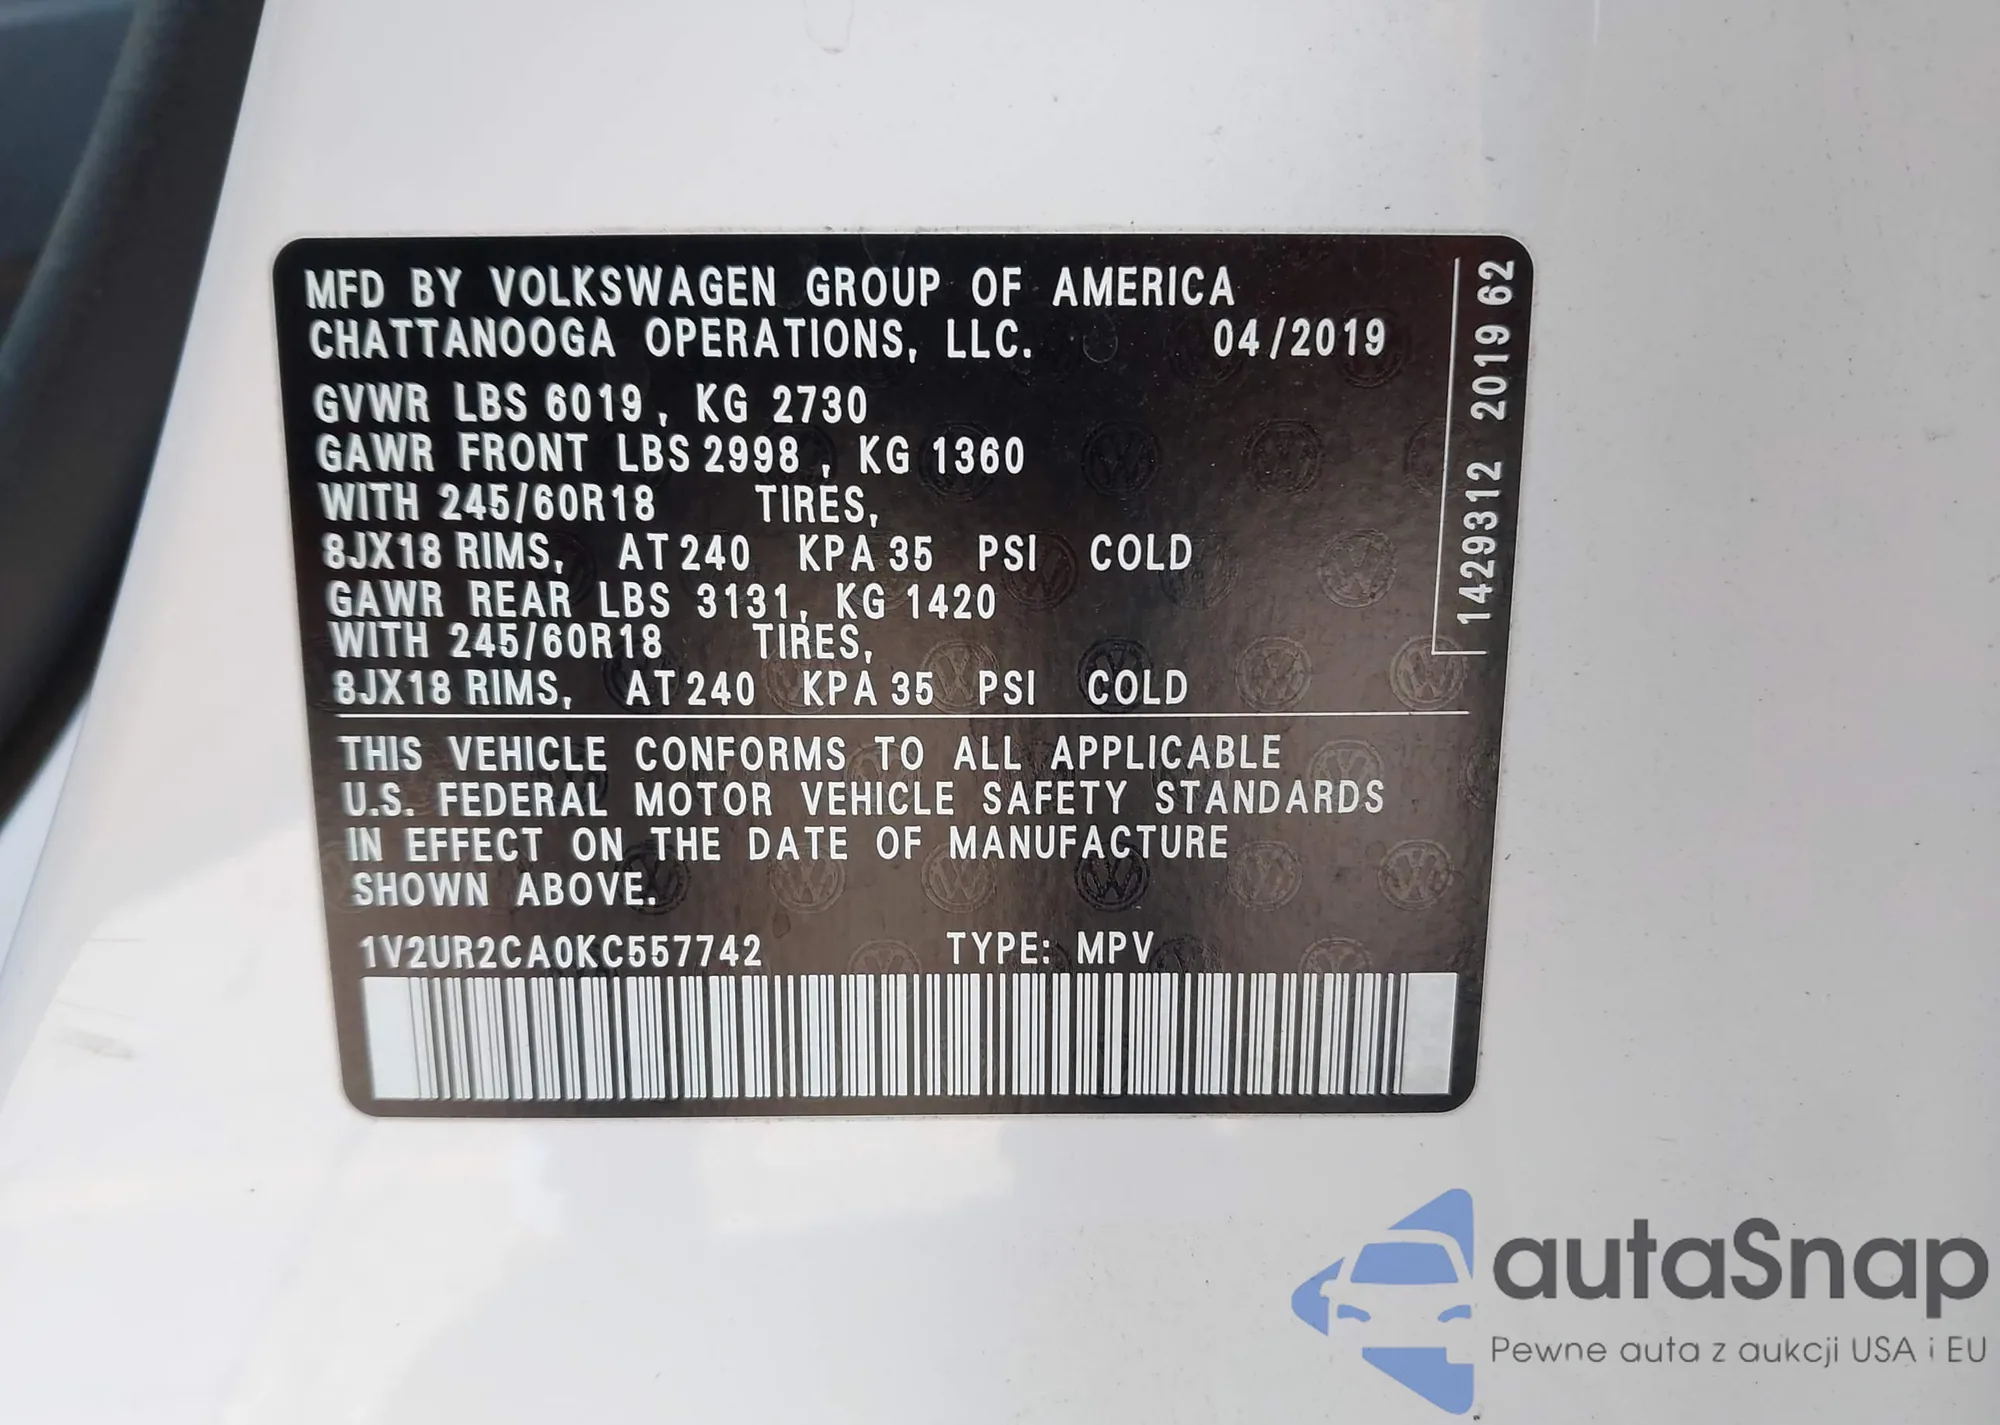 MFD BY VOLKSWAGEN GROUP OF AMERICA
CHATTANOOGA OPERATIONS, LLC. 04/2019
GVWR LBS 6019, KG 2730
GAWR FRONT LBS 2998, KG 1360
WITH 245/60R18 TIRES,
8JX18 RIMS, AT 240 KPA 35 PSI COLD
GAWR REAR LBS 3131, KG 1420
WITH 245/60R18 TIRES,
8JX18 RIMS, AT 240 KPA 35 PSI COLD
THIS VEHICLE CONFORMS TO ALL APPLICABLE
U.S. FEDERAL MOTOR VEHICLE SAFETY STANDARDS
IN EFFECT ON THE DATE OF MANUFACTURE
SHOWN ABOVE.
1V2UR2CA0KC557742 TYPE: MPV
1429312 2019 62
autaSnap
Pewne auta z aukcji USA i EU